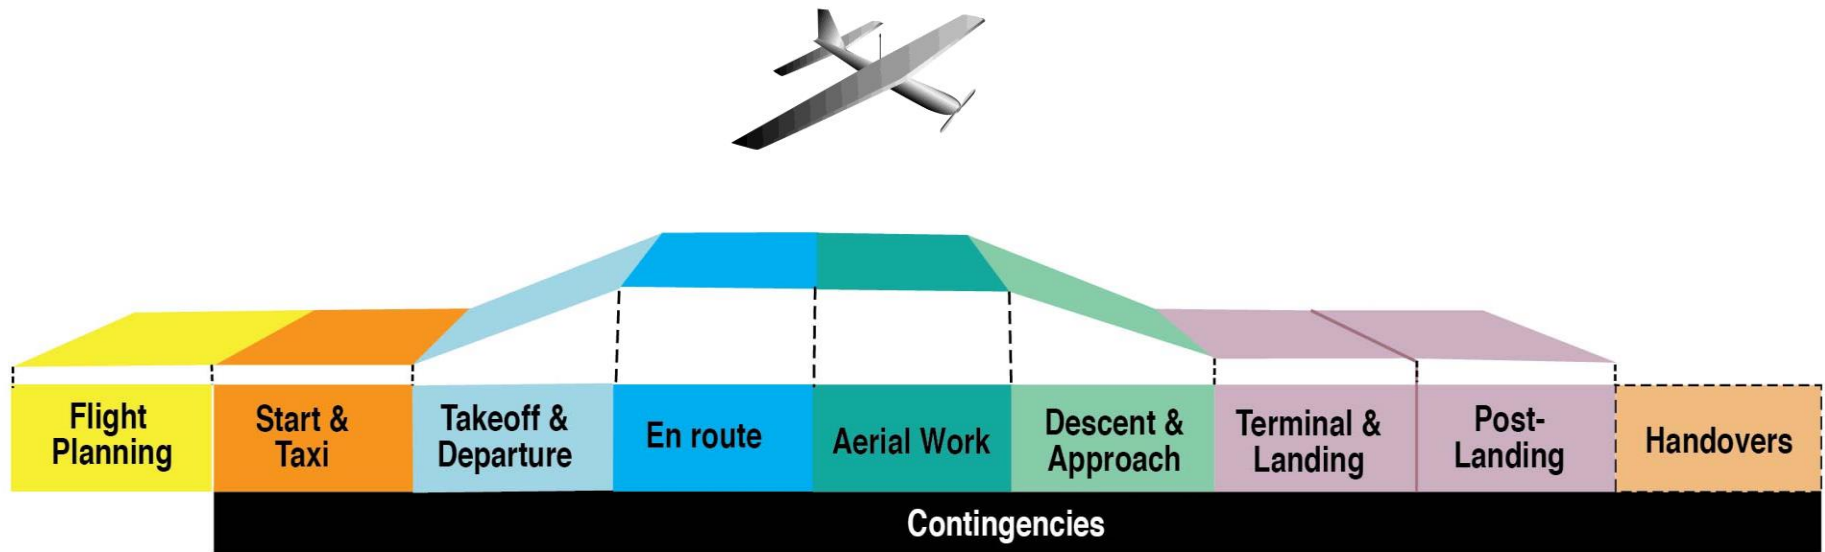 Flight
Planning
Start &
Taxi
Takeoff &
Departure
En route
Aerial Work
Descent &
Approach
Terminal &
Landing
Post-
Landing
Handovers
Contingencies